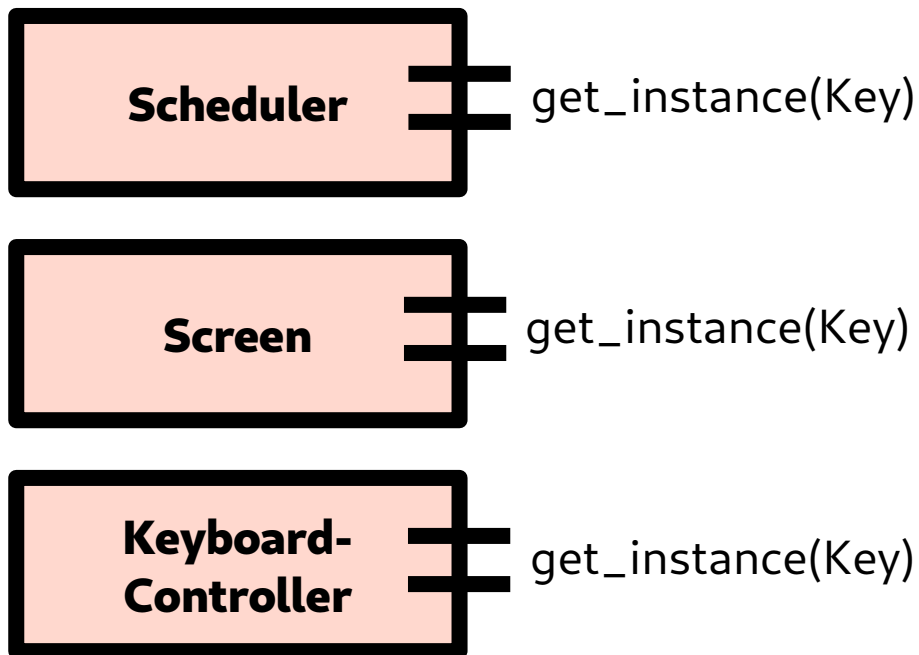 Scheduler get_instance(Key)
Screen get_instance(Key)
Keyboard-
Controller
get_instance(Key)